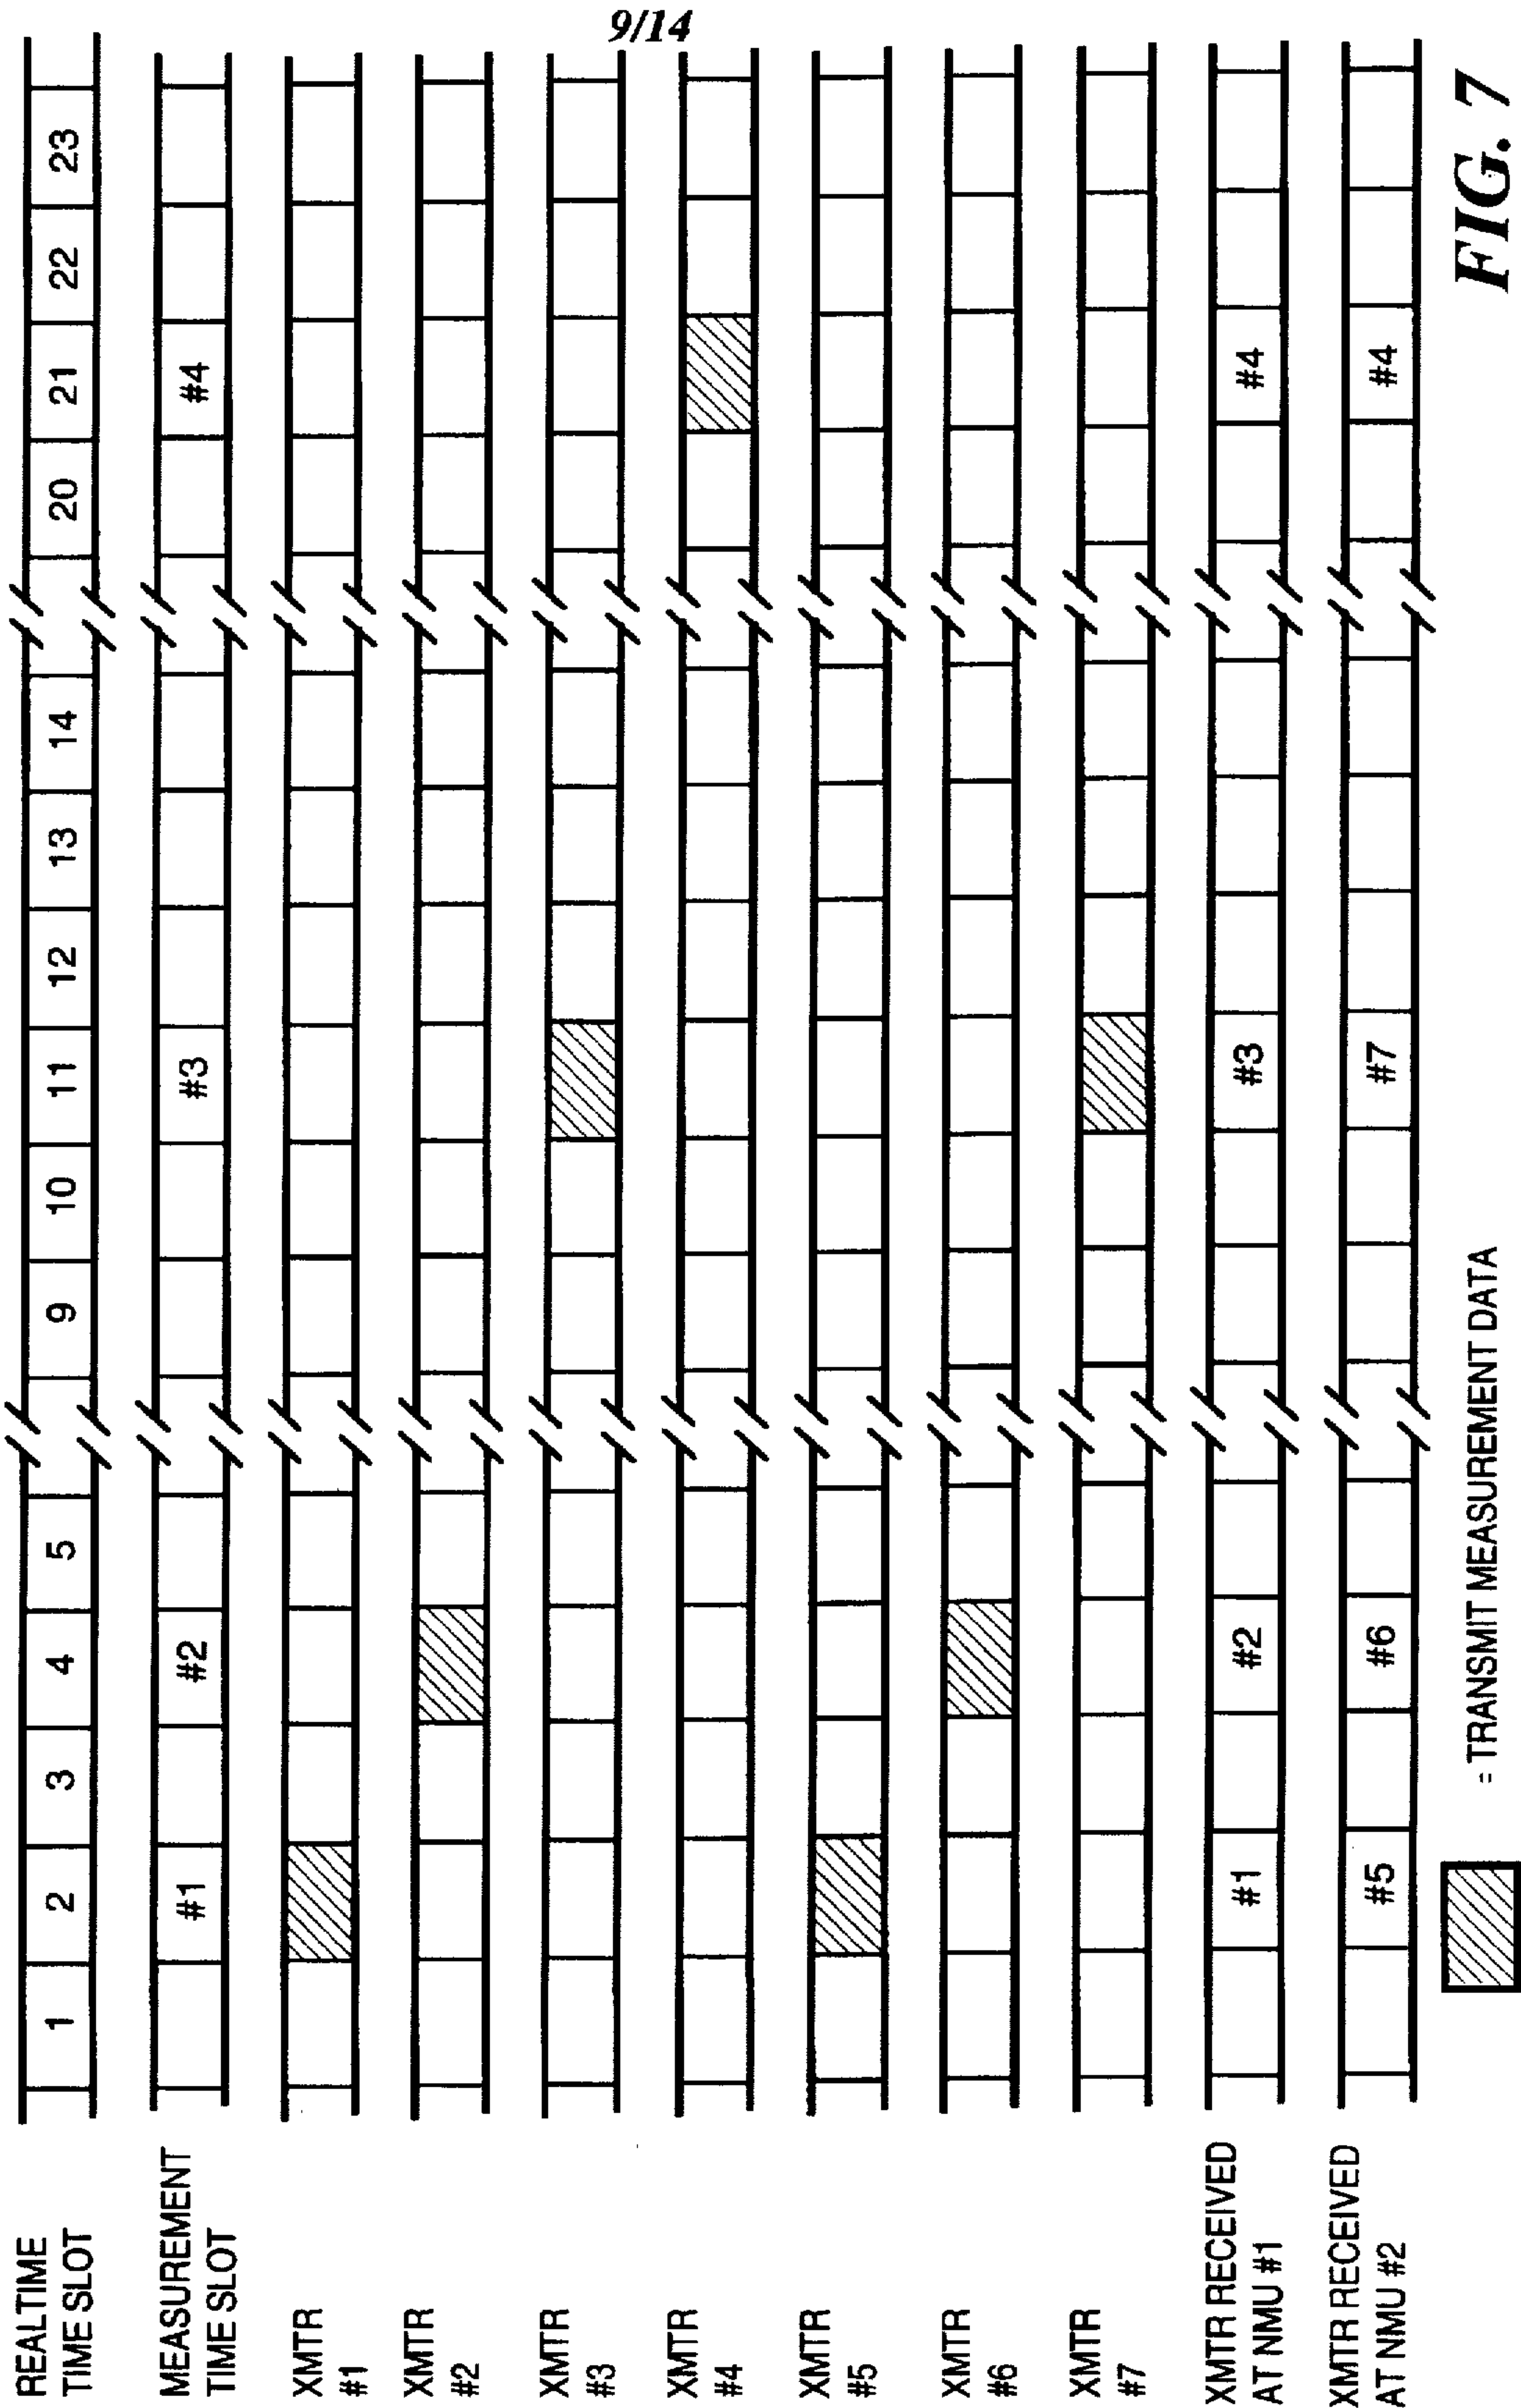 9/14
REALTIME
TIME SLOT
1 2 3 4 5 9 10 11 12 13 14 20 21 22 23
MEASUREMENT
TIME SLOT
#1 #2 #3 #4
XMTR
#1
XMTR
#2
XMTR
#3
XMTR
#4
XMTR
#5
XMTR
#6
XMTR
#7
XMTR RECEIVED
AT NMU #1
#1 #2 #3 #4
XMTR RECEIVED
AT NMU #2
#5 #6 #7 #4
= TRANSMIT MEASUREMENT DATA
FIG. 7